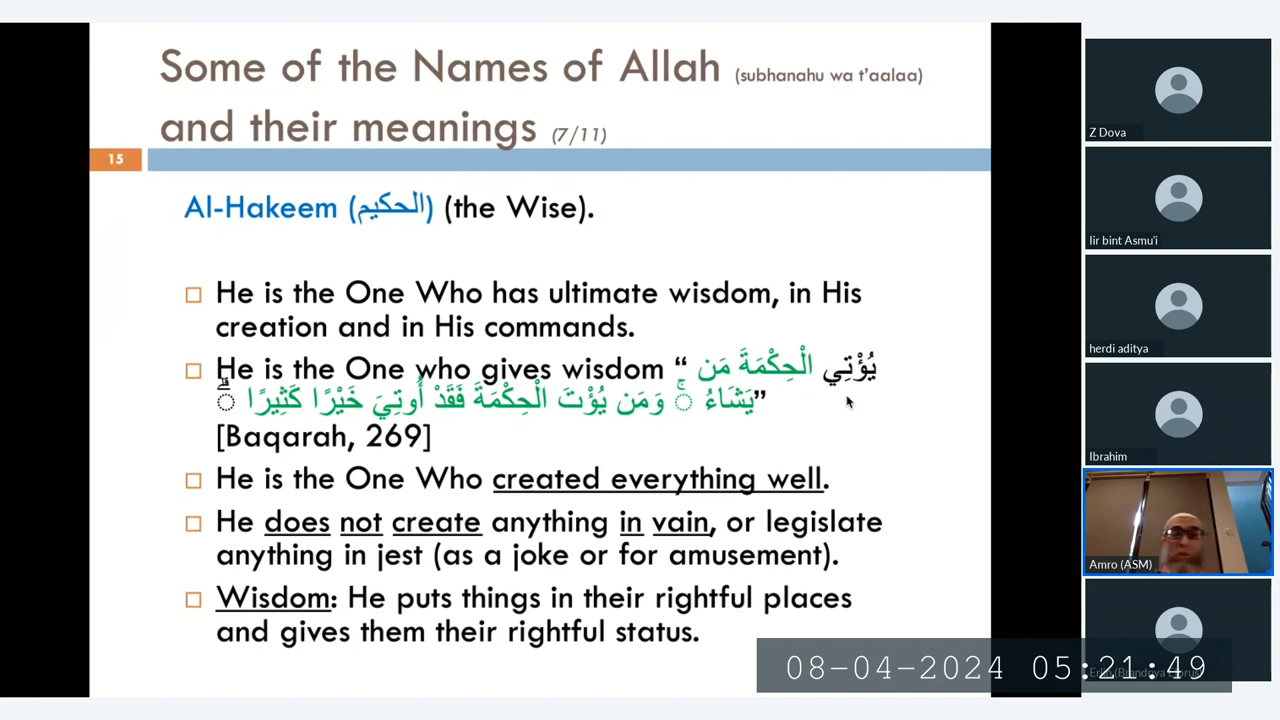 Some of the Names of Allah (subhanahu wa t'aalaa)
and their meanings (7/11)
15
Al-Hakeem (الحكيم) (the Wise).
He is the One Who has ultimate wisdom, in His
creation and in His commands.
He is the One who gives wisdom “ يُؤْتِي الْحِكْمَةَ مَن
يَشَاءُ ۚ وَمَن يُؤْتَ الْحِكْمَةَ فَقَدْ أُوتِيَ خَيْرًا كَثِيرًا ۗ”
[Baqarah, 269]
He is the One Who created everything well.
He does not create anything in vain, or legislate
anything in jest (as a joke or for amusement).
Wisdom: He puts things in their rightful places
and gives them their rightful status.
Z Dova
Iir bint Asmu'i
herdi aditya
Ibrahim
Amro (ASM)
08-04-2024 05:21:49